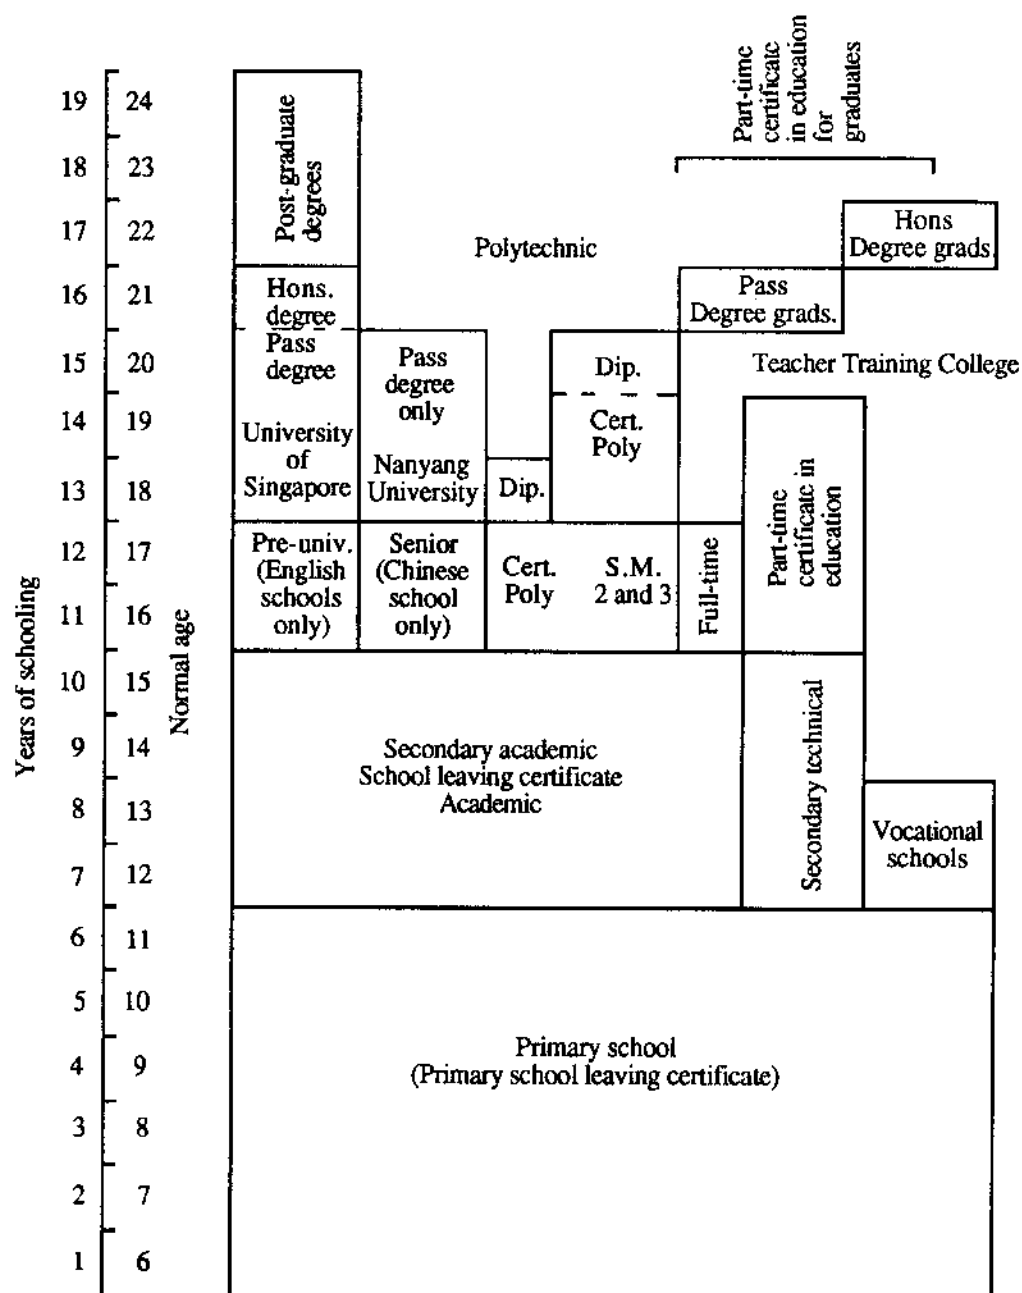 Part-time
certificate
in education
for
graduates
19 24
18 23
17 22
16 21
15 20
14 19
13 18
12 17
11 16
10 15
9 14
8 13
7 12
6 11
5 10
4 9
3 8
2 7
1 6
Years of schooling
Normal age
Post-graduate
degrees
Hons.
degree
Pass
degree
University
of
Singapore
Pass
degree
only
Nanyang
University
Polytechnic
Dip.
Dip.
Cert.
Poly
Pass
Degree grads.
Hons
Degree grads.
Teacher Training College
Pre-univ.
(English
schools
only)
Senior
(Chinese
school
only)
Cert.
Poly
S.M.
2 and 3
Full-time
Part-time
certificate in
education
Secondary academic
School leaving certificate
Academic
Secondary technical
Vocational
schools
Primary school
(Primary school leaving certificate)